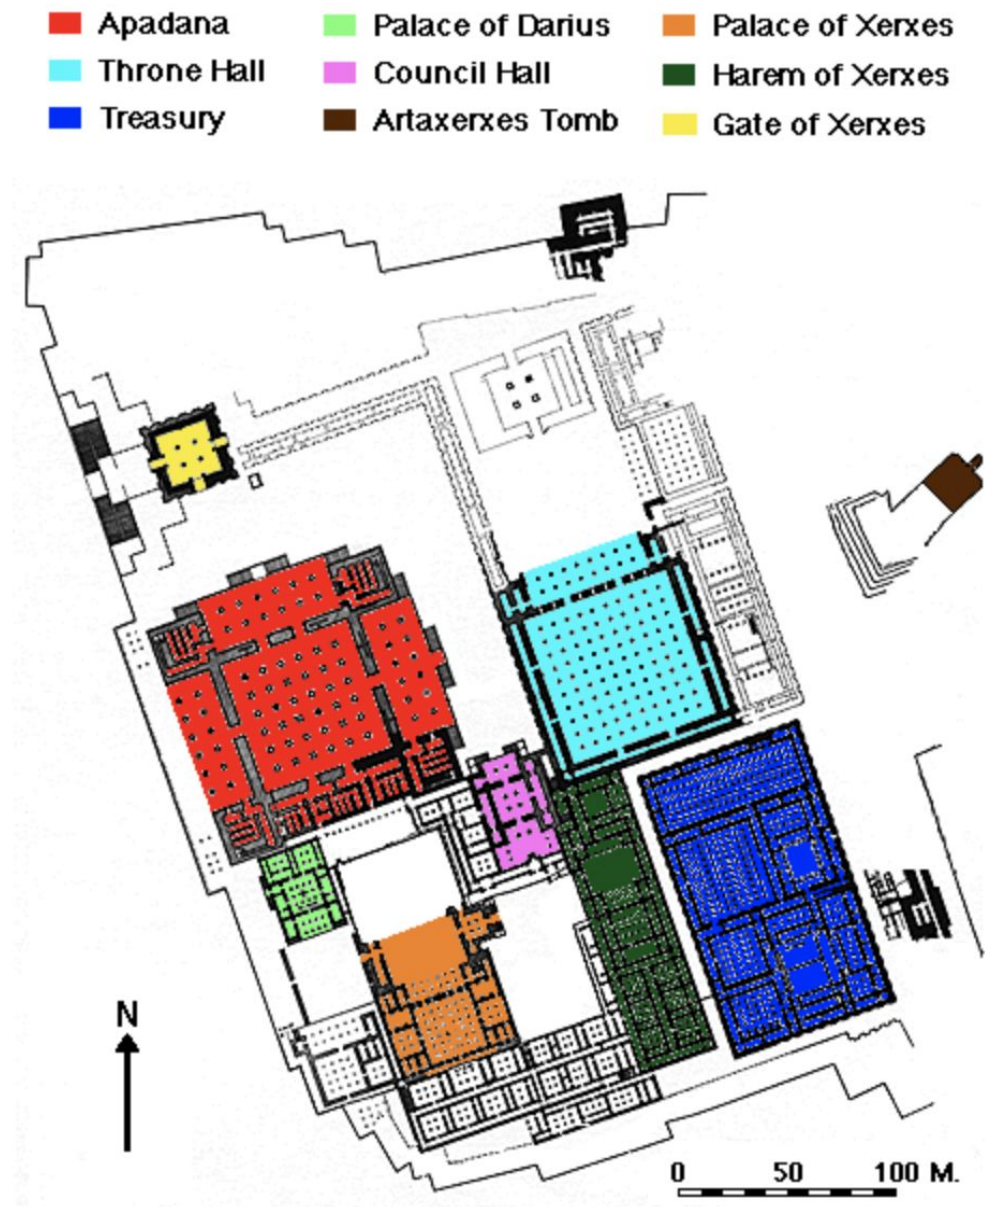 Apadana
Palace of Darius
Palace of Xerxes
Throne Hall
Council Hall
Harem of Xerxes
Treasury
Artaxerxes Tomb
Gate of Xerxes
N
0 50 100 M.